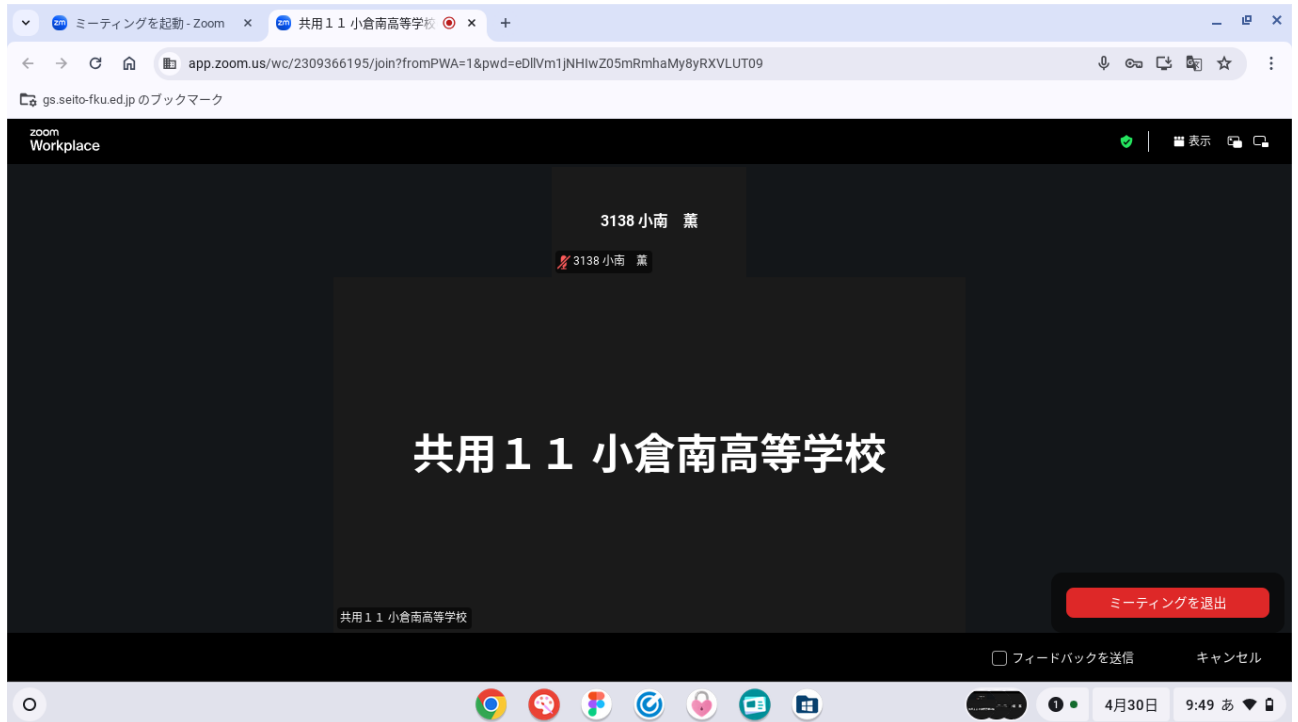 ミーティングを起動 - Zoom
共用１１ 小倉南高等学校
app.zoom.us/wc/2309366195/join?fromPWA=1&pwd=eDllVm1jNHIwZ05mRmhaMy8yRXVLUT09
gs.seito-fku.ed.jp のブックマーク
zoom
Workplace
表示
3138 小南　薫
3138 小南　薫
共用１１ 小倉南高等学校
共用１１ 小倉南高等学校
ミーティングを退出
フィードバックを送信
キャンセル
1
4月30日
9:49 あ